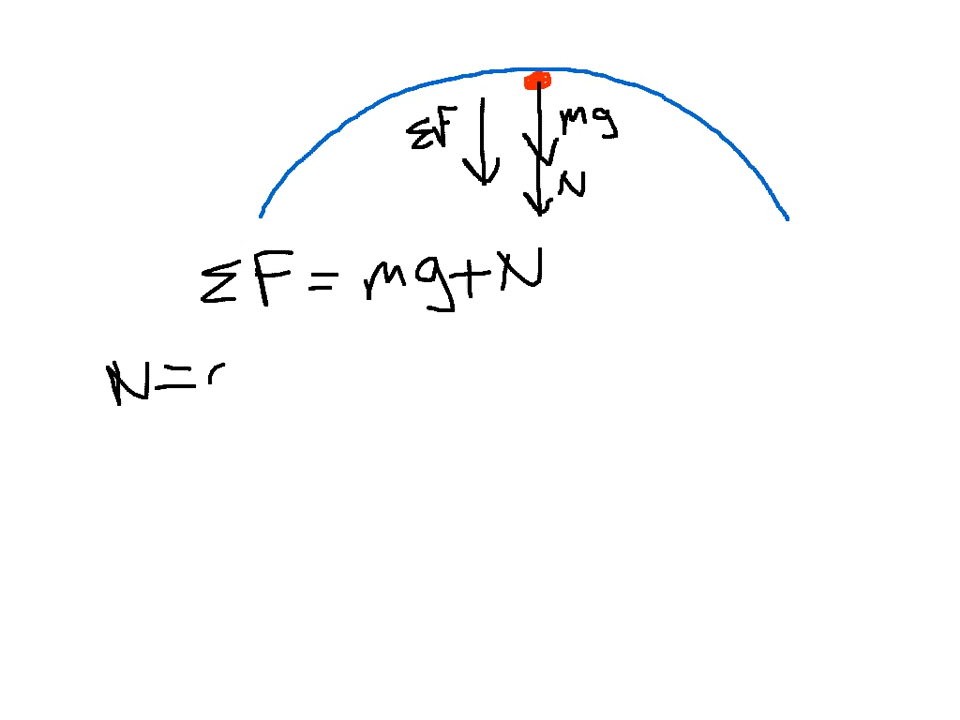 ΣF mg
N
ΣF = mg+N
N=